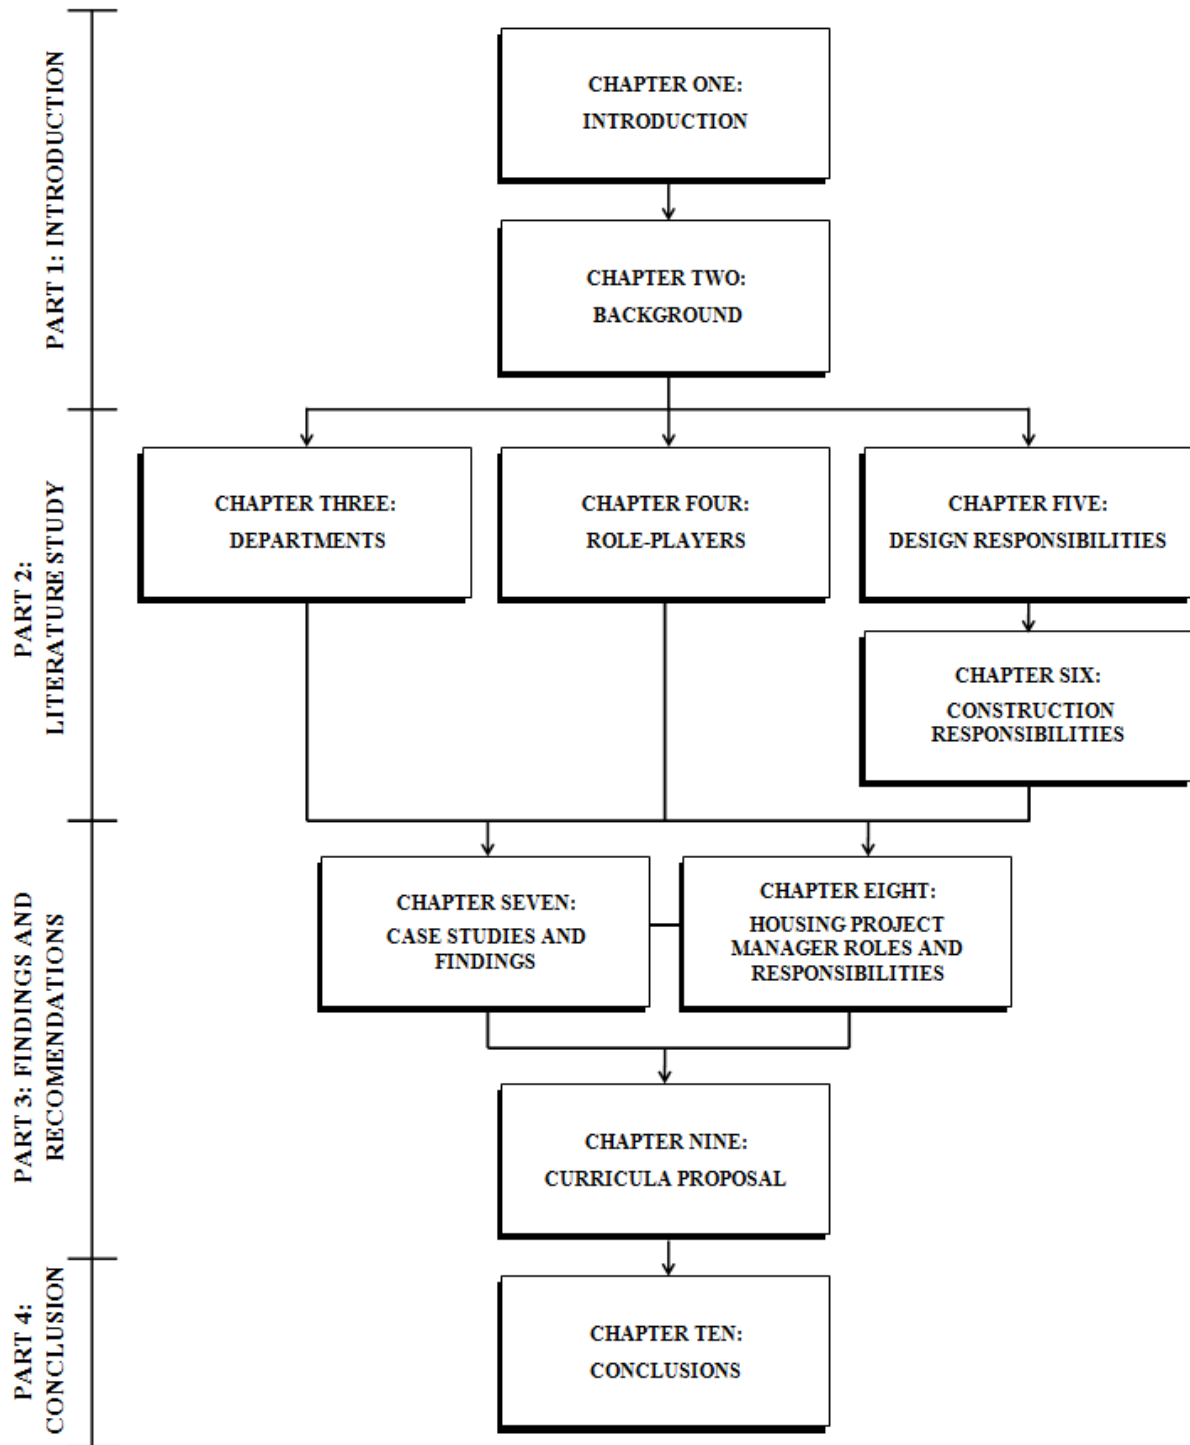 PART 1: INTRODUCTION
CHAPTER ONE:
INTRODUCTION
CHAPTER TWO:
BACKGROUND
PART 2:
LITERATURE STUDY
CHAPTER THREE:
DEPARTMENTS
CHAPTER FOUR:
ROLE-PLAYERS
CHAPTER FIVE:
DESIGN RESPONSIBILITIES
CHAPTER SIX:
CONSTRUCTION
RESPONSIBILITIES
PART 3: FINDINGS AND
RECOMENDATIONS
CHAPTER SEVEN:
CASE STUDIES AND
FINDINGS
CHAPTER EIGHT:
HOUSING PROJECT
MANAGER ROLES AND
RESPONSIBILITIES
CHAPTER NINE:
CURRICULA PROPOSAL
PART 4:
CONCLUSION
CHAPTER TEN:
CONCLUSIONS